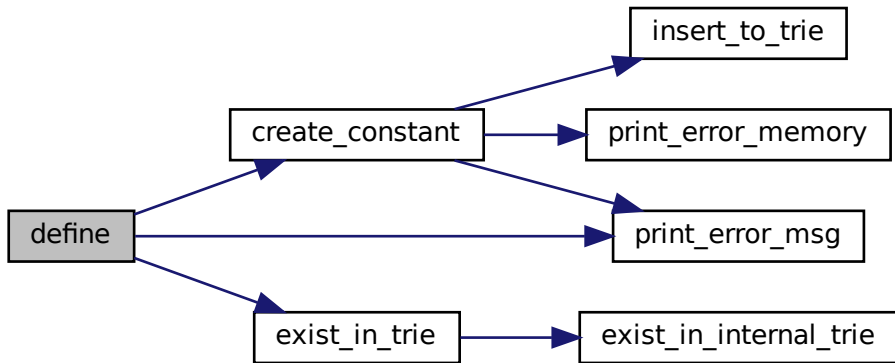 insert_to_trie
create_constant
print_error_memory
define
print_error_msg
exist_in_trie
exist_in_internal_trie